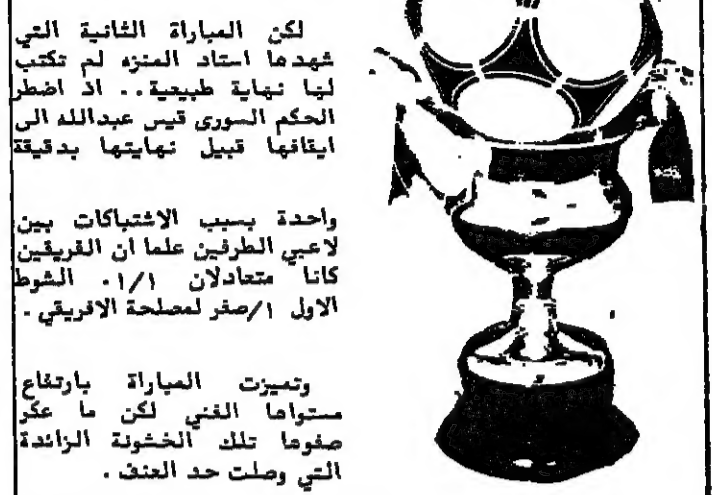 لكن المباراة الثانية التي
شهدها استاد المنزه لم تكتب
لها نهاية طبيعية.. اذ اضطر
الحكم السوري قيس عبدالله الى
ايقافها قبيل نهايتها بدقيقة
واحدة بسبب الاشتباكات بين
لاعبي الطرفين علما ان الفريقين
كانا متعادلان ١/١. الشوط
الاول ١/صفر لمصلحة الافريقي.
وتميزت المباراة بارتفاع
مستواها الفني لكن ما عكر
صفوها تلك الخشونة الزائدة
التي وصلت حد العنف.